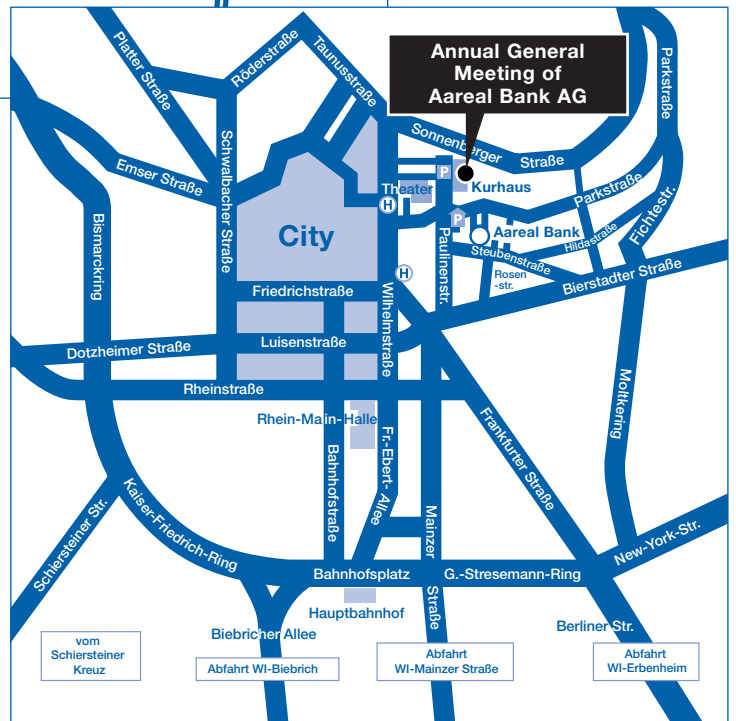 Annual General
Meeting of
Aareal Bank AG
Platter Straße
Röderstraße
Taunusstraße
Parkstraße
Sonnenberger
Straße
Emser Straße
Schwalbacher Straße
P
Theater
Kurhaus
H
P
Parkstraße
Fichtestr.
Bismarckring
City
Paulinenstr.
Aareal Bank
Hildastraße
Steubenstraße
H
Rosen
-str.
Bierstadter Straße
Friedrichstraße
Wilhelmstraße
Dotzheimer Straße
Luisenstraße
Rheinstraße
Moltkering
Rhein-Main-Halle
Frankfurter Straße
Fr.-Ebert- Allee
Bahnhofstraße
Mainzer
Straße
Schiersteiner Str.
Kaiser-Friedrich-Ring
New-York-Str.
Bahnhofsplatz
G.-Stresemann-Ring
Hauptbahnhof
Biebricher Allee
Berliner Str.
vom
Schiersteiner
Kreuz
Abfahrt WI-Biebrich
Abfahrt
WI-Mainzer Straße
Abfahrt
WI-Erbenheim